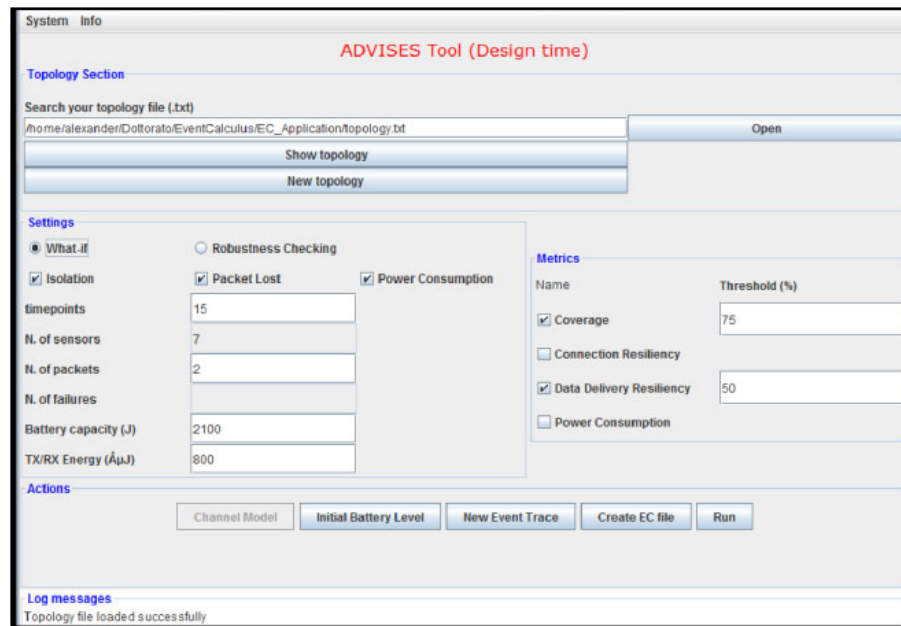 System Info
ADVISES Tool (Design time)
Topology Section
Search your topology file (.txt)
/home/alexander/Dottorato/EventCalculus/EC_Application/topology.txt Open
Show topology
New topology
Settings
What-if Robustness Checking
Isolation Packet Lost Power Consumption
timepoints 15
N. of sensors 7
N. of packets 2
N. of failures
Battery capacity (J) 2100
TX/RX Energy (ÂµJ) 800
Metrics
Name Threshold (%)
Coverage 75
Connection Resiliency
Data Delivery Resiliency 50
Power Consumption
Actions
Channel Model Initial Battery Level New Event Trace Create EC file Run
Log messages
Topology file loaded successfully